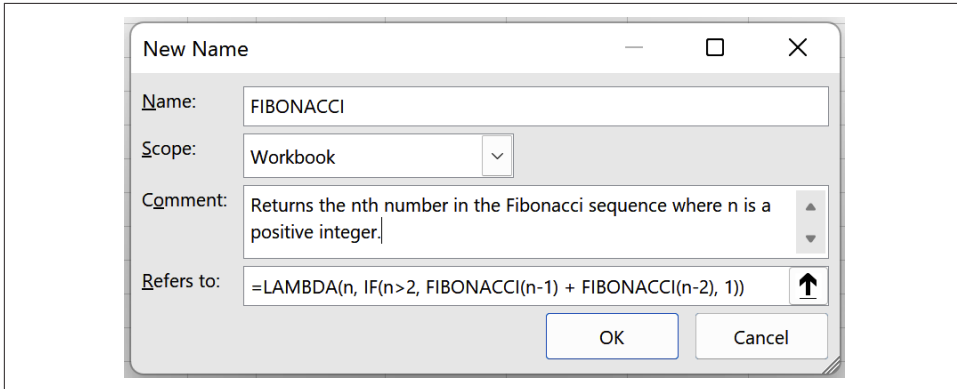 New Name
Name:
FIBONACCI
Scope:
Workbook
Comment:
Returns the nth number in the Fibonacci sequence where n is a
positive integer.
Refers to:
=LAMBDA(n, IF(n>2, FIBONACCI(n-1) + FIBONACCI(n-2), 1))
OK
Cancel